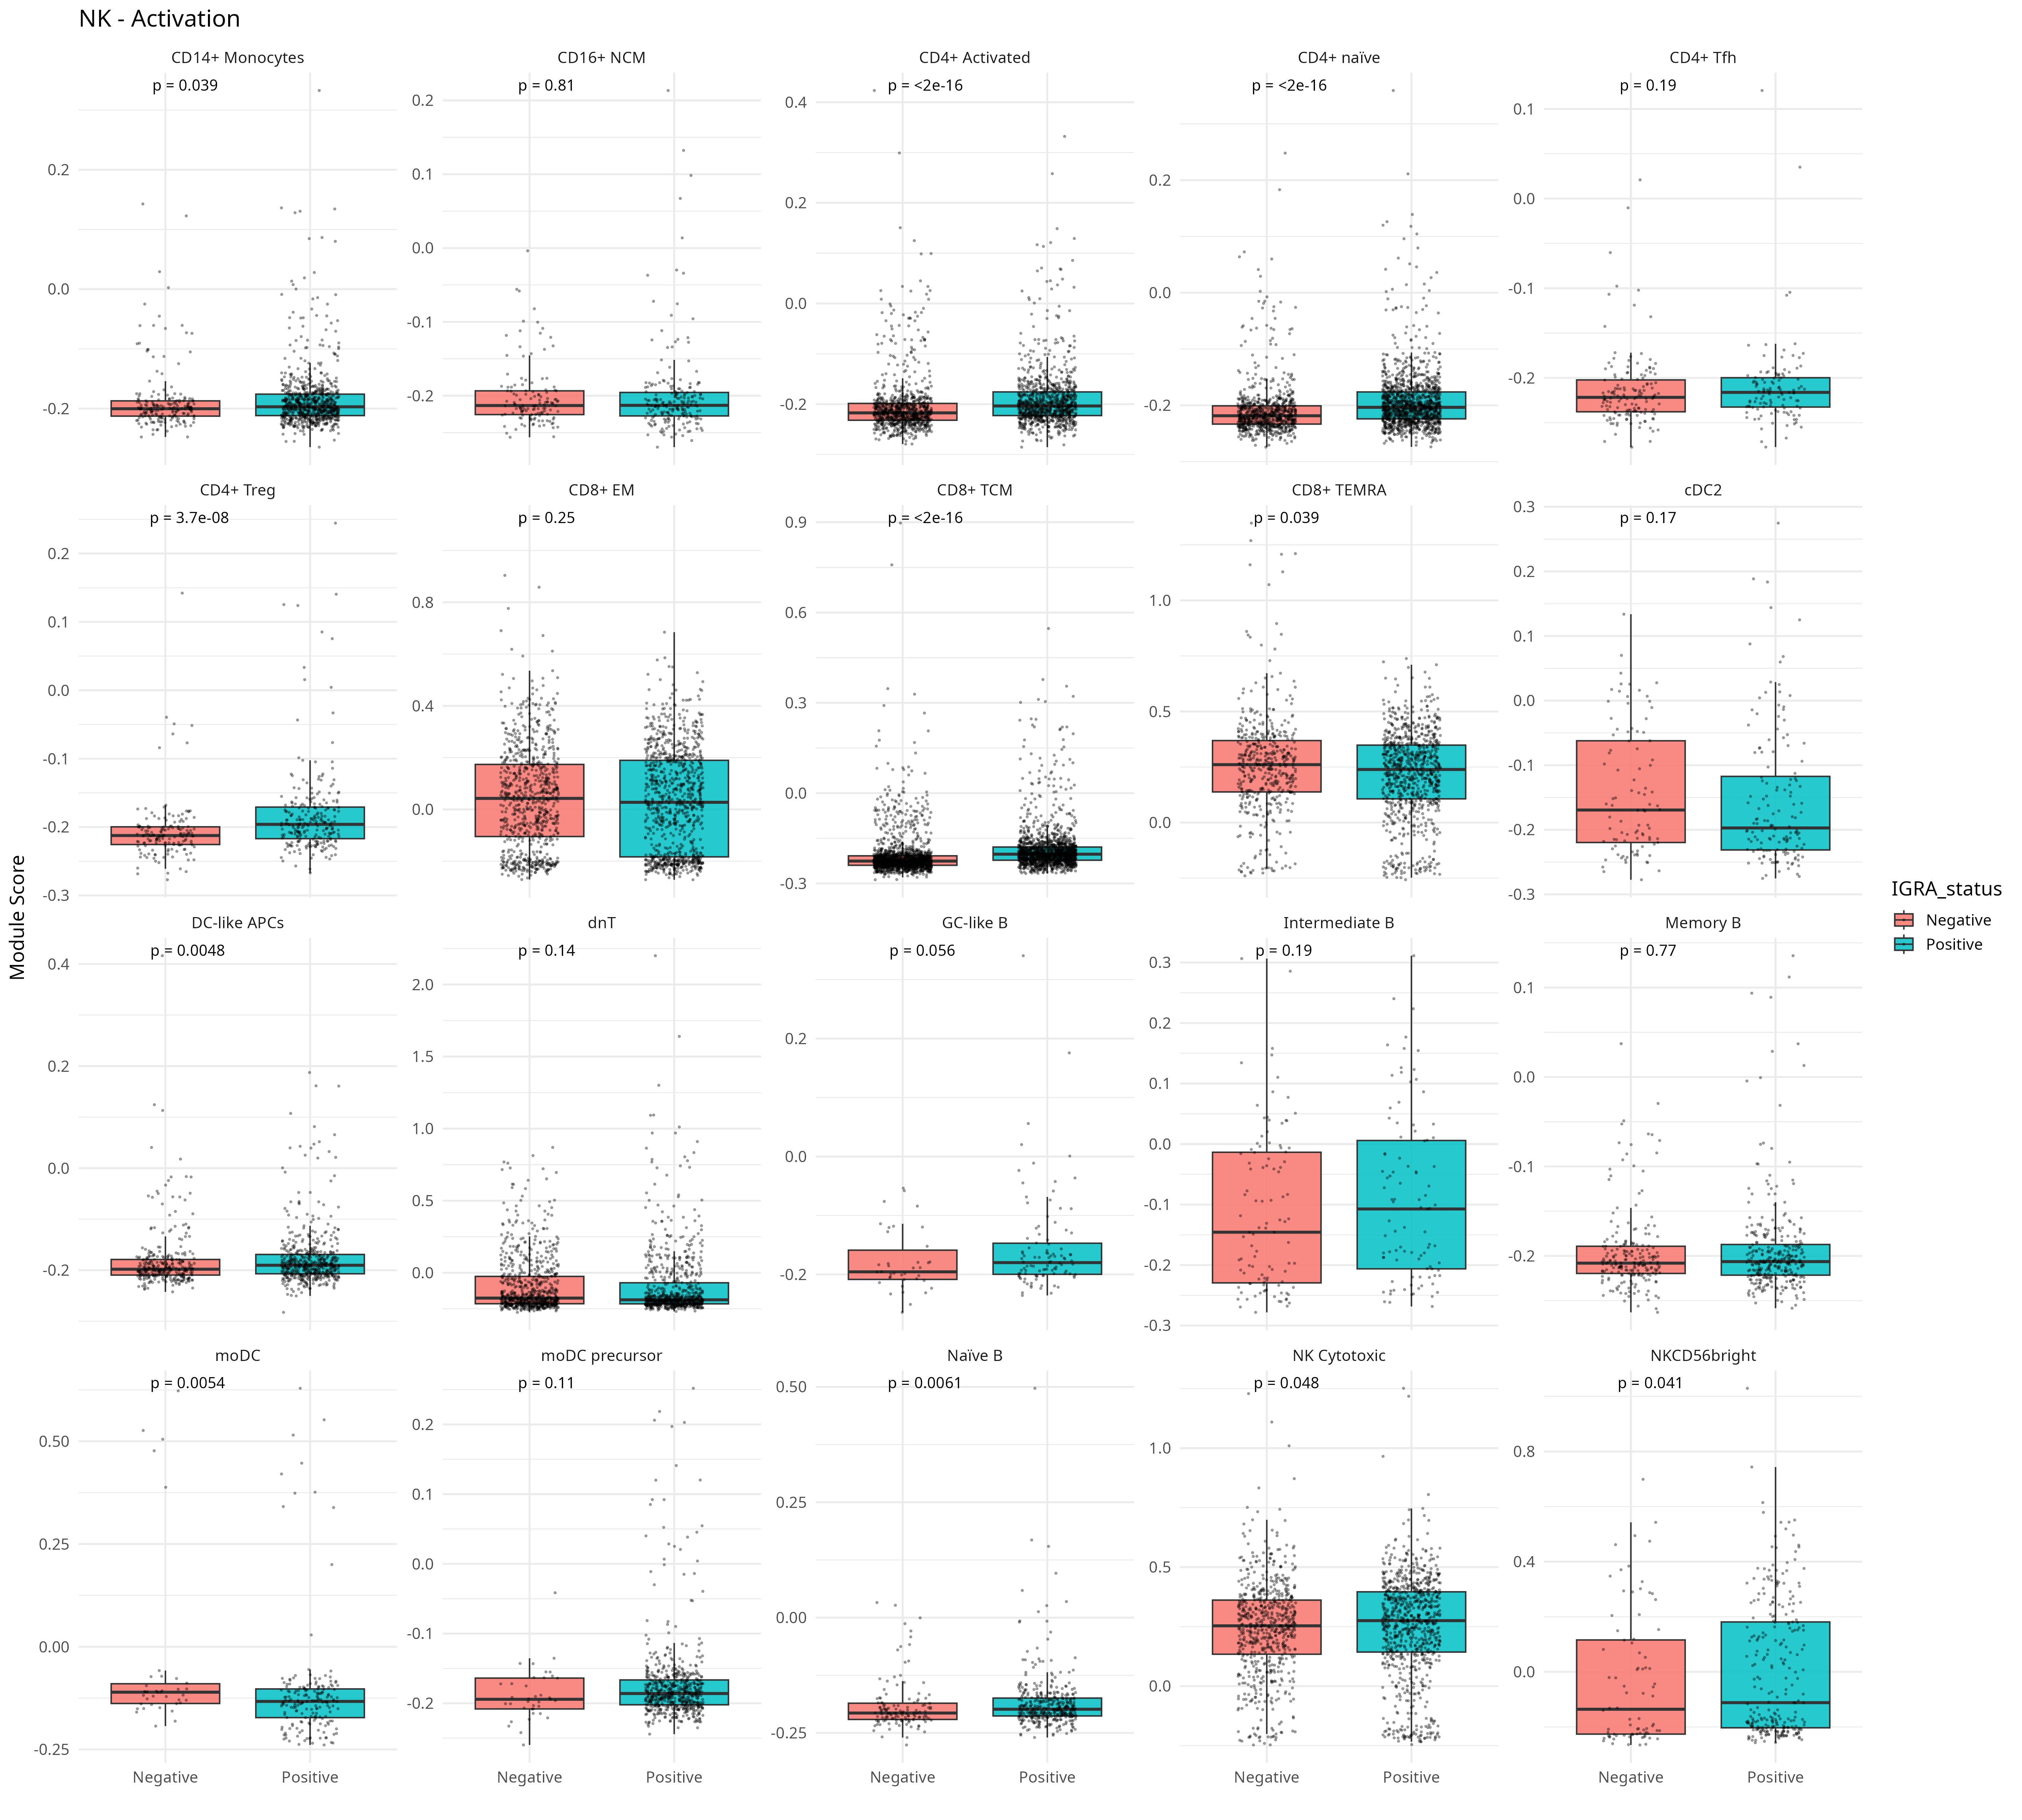 NK - Activation
CD14+ Monocytes
CD16+ NCM
CD4+ Activated
CD4+ naïve
CD4+ Tfh
p = 0.039
p = 0.81
p = <2e-16
p = <2e-16
p = 0.19
0.2
0.0
-0.2
0.2
0.1
0.0
-0.1
-0.2
0.4
0.2
0.0
-0.2
0.2
0.0
-0.2
0.1
0.0
-0.1
-0.2
CD4+ Treg
CD8+ EM
CD8+ TCM
CD8+ TEMRA
cDC2
p = 3.7e-08
p = 0.25
p = <2e-16
p = 0.039
p = 0.17
0.2
0.1
0.0
-0.1
-0.2
-0.3
0.8
0.4
0.0
0.9
0.6
0.3
0.0
-0.3
1.0
0.5
0.0
0.3
0.2
0.1
0.0
-0.1
-0.2
-0.3
Module Score
DC-like APCs
dnT
GC-like B
Intermediate B
Memory B
p = 0.0048
p = 0.14
p = 0.056
p = 0.19
p = 0.77
0.4
0.2
0.0
-0.2
2.0
1.5
1.0
0.5
0.0
0.2
0.0
-0.2
0.3
0.2
0.1
0.0
-0.1
-0.2
-0.3
0.1
0.0
-0.1
-0.2
IGRA_status
Negative
Positive
moDC
moDC precursor
Naïve B
NK Cytotoxic
NKCD56bright
p = 0.0054
p = 0.11
p = 0.0061
p = 0.048
p = 0.041
0.50
0.25
0.00
-0.25
0.2
0.1
0.0
-0.1
-0.2
0.50
0.25
0.00
-0.25
1.0
0.5
0.0
0.8
0.4
0.0
Negative
Positive
Negative
Positive
Negative
Positive
Negative
Positive
Negative
Positive